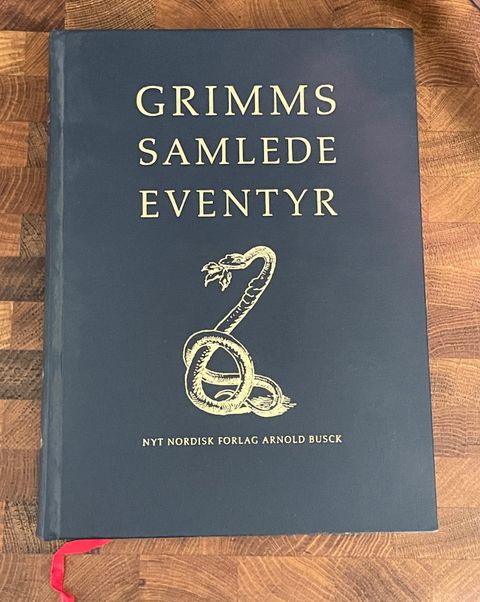 GRIMMS
SAMLEDE
EVENTYR
NYT NORDISK FORLAG ARNOLD BUSCK